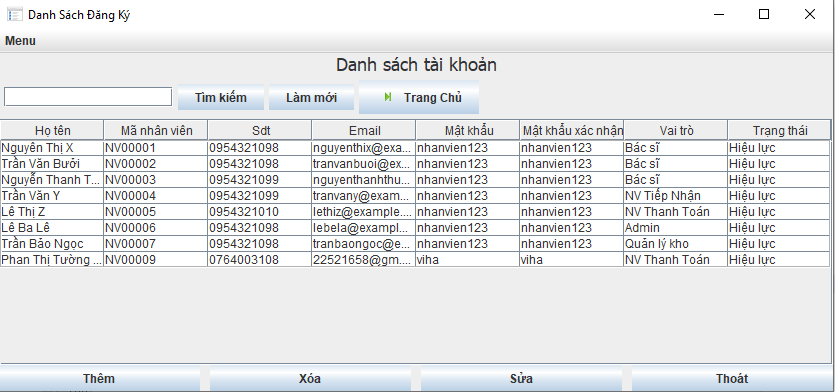 Danh Sách Đăng Ký
Menu
Danh sách tài khoản
Tìm kiếm Làm mới Trang Chủ
Họ tên Mã nhân viên Sdt Email Mật khẩu Mật khẩu xác nhận Vai trò Trạng thái
Nguyễn Thị X NV00001 0954321098 nguyenthix@exa... nhanvien123 nhanvien123 Bác sĩ Hiệu lực
Trần Văn Bưởi NV00002 0954321098 tranvanbuoi@ex... nhanvien123 nhanvien123 Bác sĩ Hiệu lực
Nguyễn Thanh T... NV00003 0954321099 nguyenthanhthu... nhanvien123 nhanvien123 Bác sĩ Hiệu lực
Trần Văn Y NV00004 0954321099 tranvany@exam... nhanvien123 nhanvien123 NV Tiếp Nhận Hiệu lực
Lê Thị Z NV00005 0954321010 lethiz@example.... nhanvien123 nhanvien123 NV Thanh Toán Hiệu lực
Lê Ba Lê NV00006 0954321098 lebela@exampl... nhanvien123 nhanvien123 Admin Hiệu lực
Trần Bảo Ngọc NV00007 0954321098 tranbaongoc@e... nhanvien123 nhanvien123 Quản lý kho Hiệu lực
Phan Thị Tường ... NV00009 0764003108 22521658@gm.... viha viha NV Thanh Toán Hiệu lực
Thêm Xóa Sửa Thoát